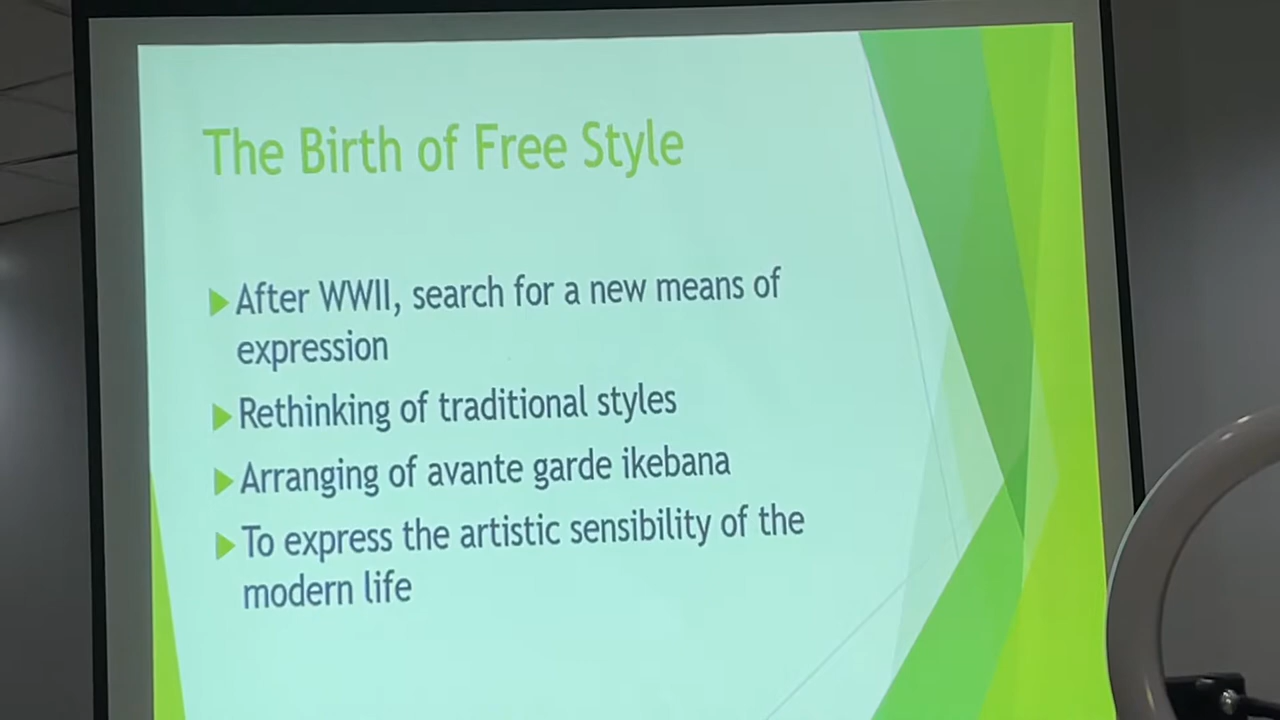 The Birth of Free Style
After WWII, search for a new means of
expression
Rethinking of traditional styles
Arranging of avante garde ikebana
To express the artistic sensibility of the
modern life